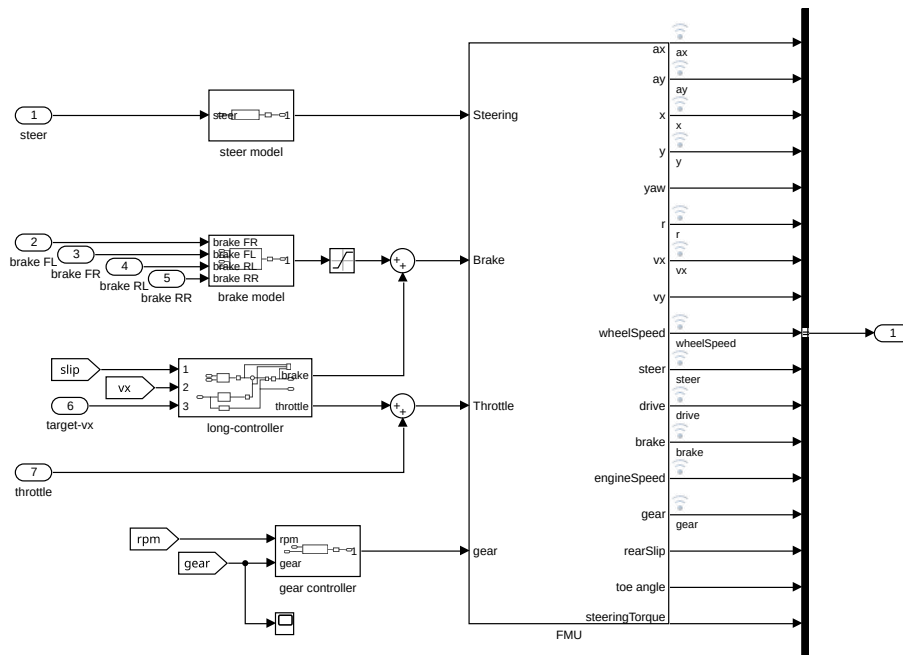 ax
ax
ay
ay
1
steer
steer
1
steer model
Steering
x
x
y
y
yaw
r
r
2
brake FL
3
brake FR
4
brake RL
5
brake RR
brake FR
brake FL
brake RL
brake RR
1
brake model
+
+
Brake
vx
vx
vy
wheelSpeed
wheelSpeed
1
slip
vx
6
target-vx
1
2
3
brake
throttle
long-controller
+
+
Throttle
steer
steer
drive
drive
brake
brake
7
throttle
engineSpeed
rpm
gear
rpm
gear
1
gear controller
gear
gear
gear
rearSlip
toe angle
steeringTorque
FMU